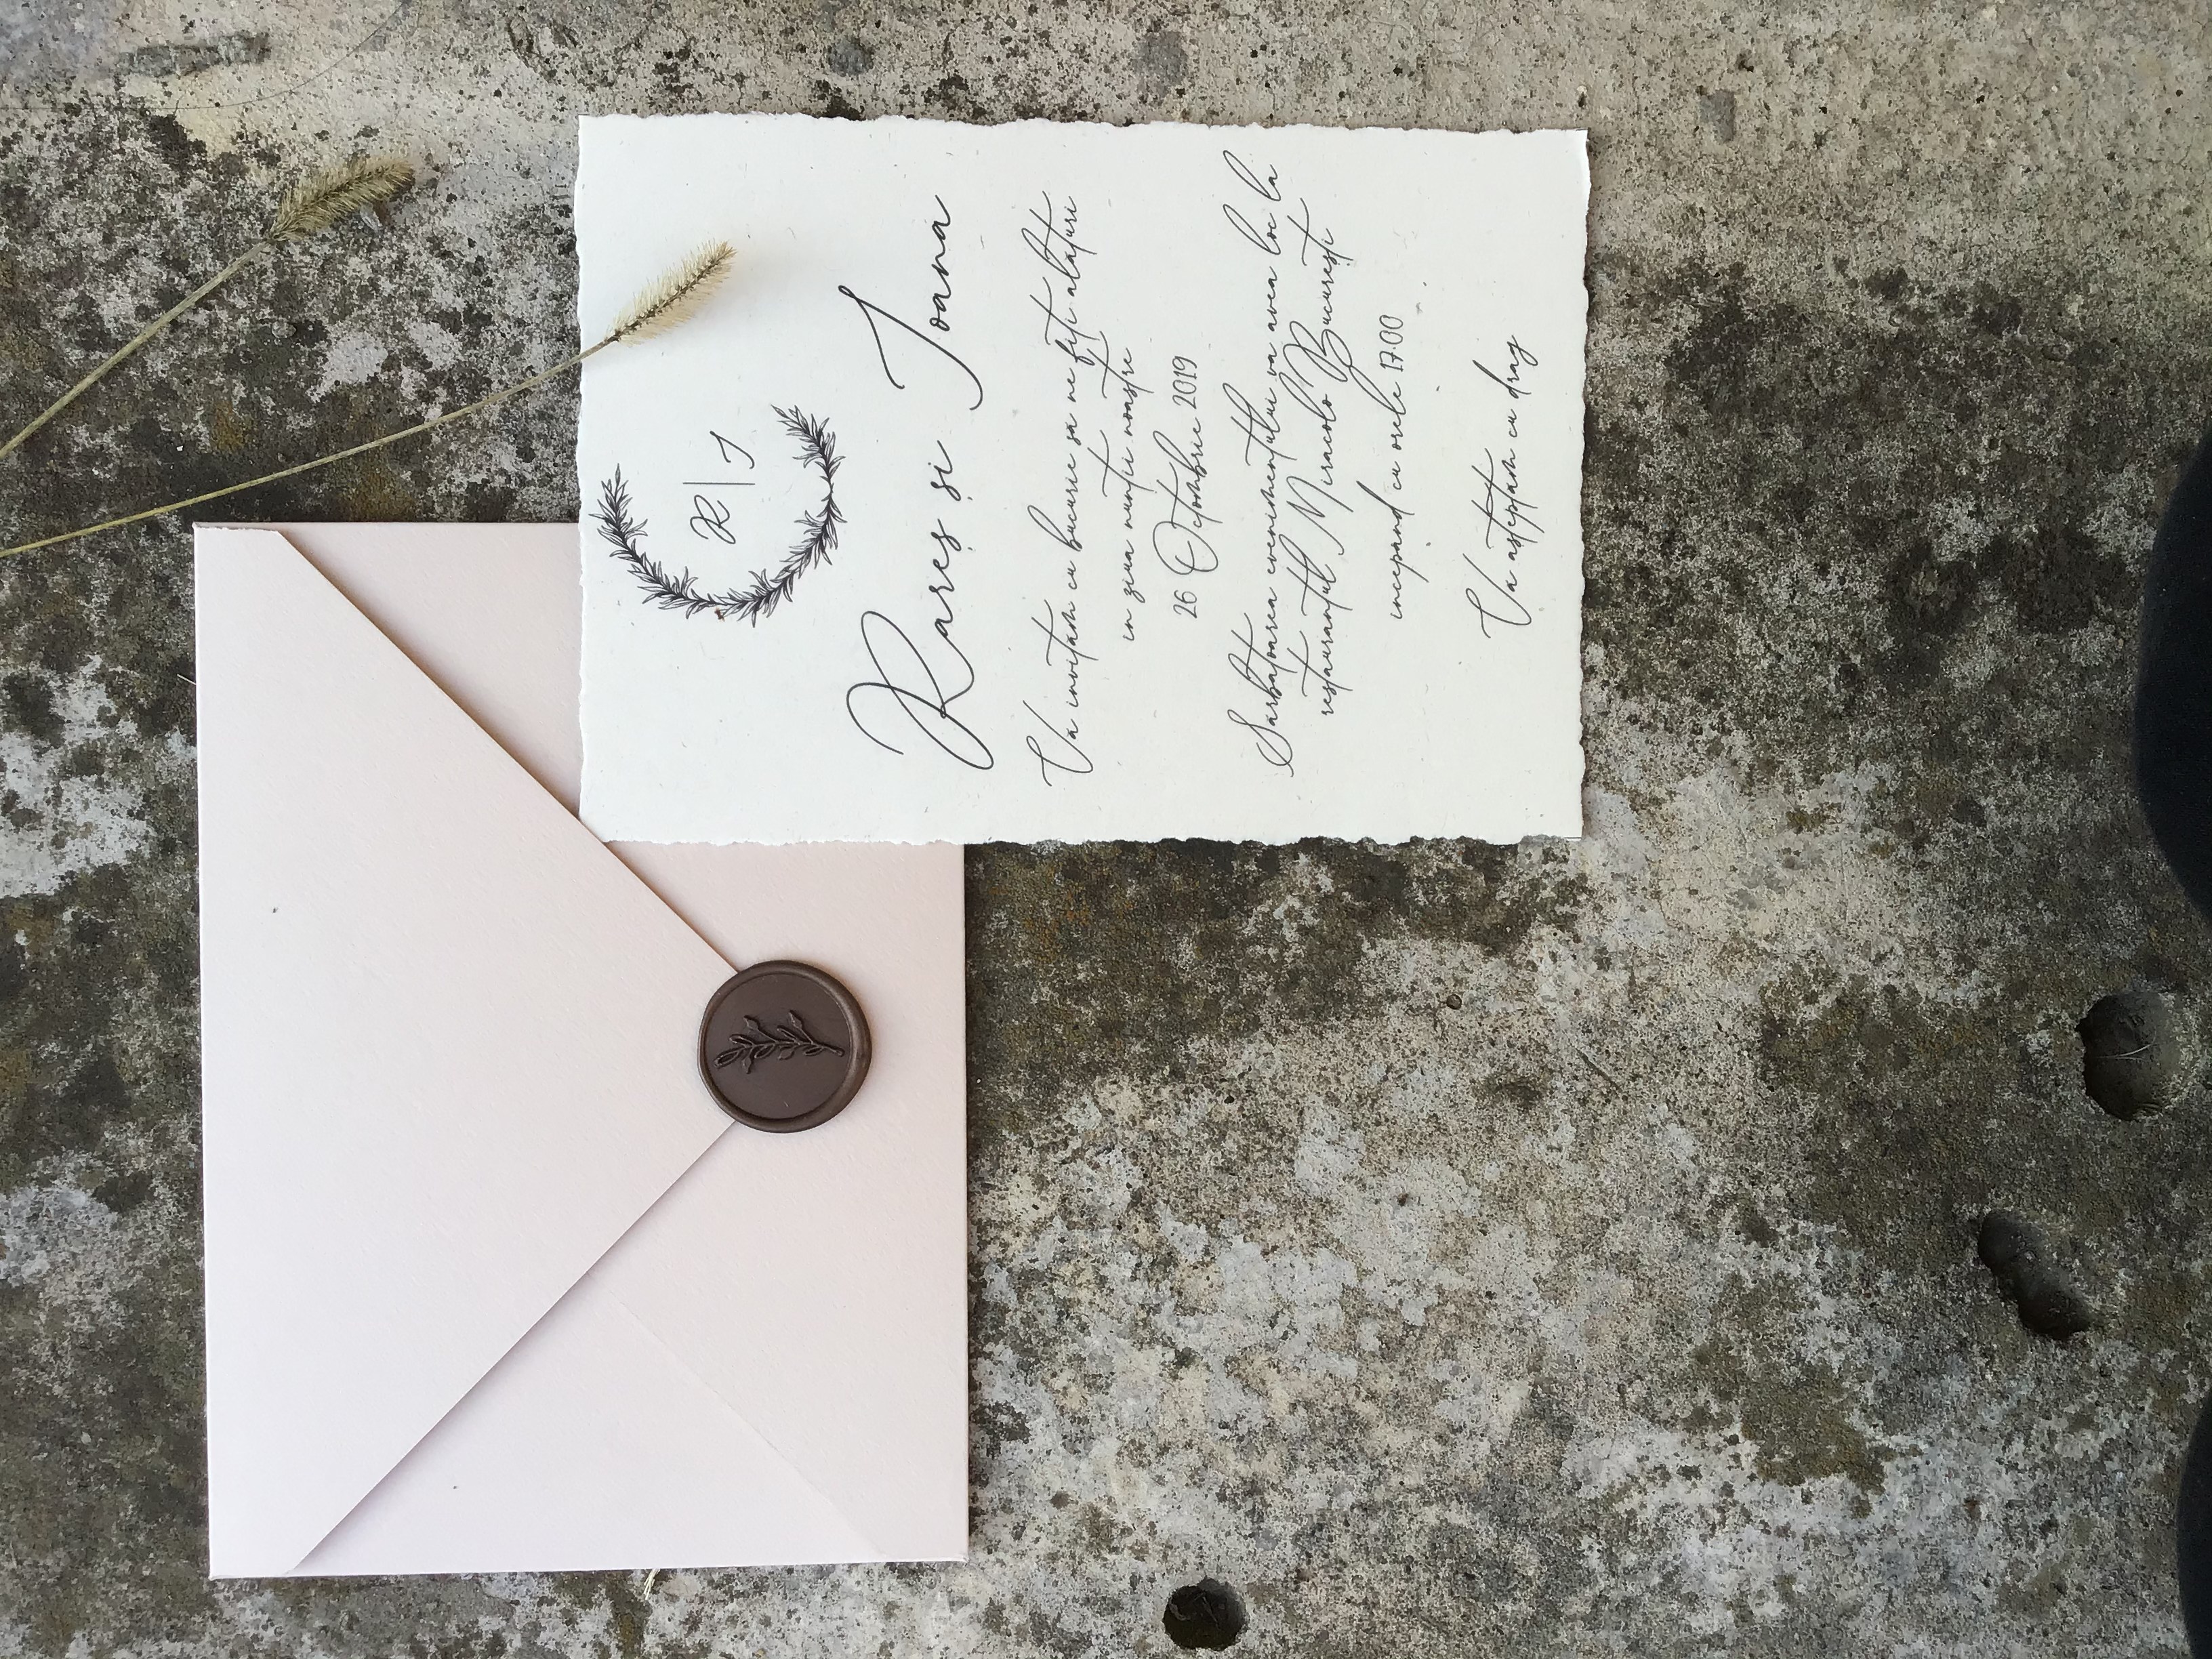 R | I
Rareș și Ioana
Va invitam cu bucurie sa ne fiti alaturi
in ziua nuntii noastre
26 Octombrie 2019
Sarbatoarea evenimentului va avea loc la
restaurantul Miracolo București
incepand cu orele 17:00
Va asteptam cu drag